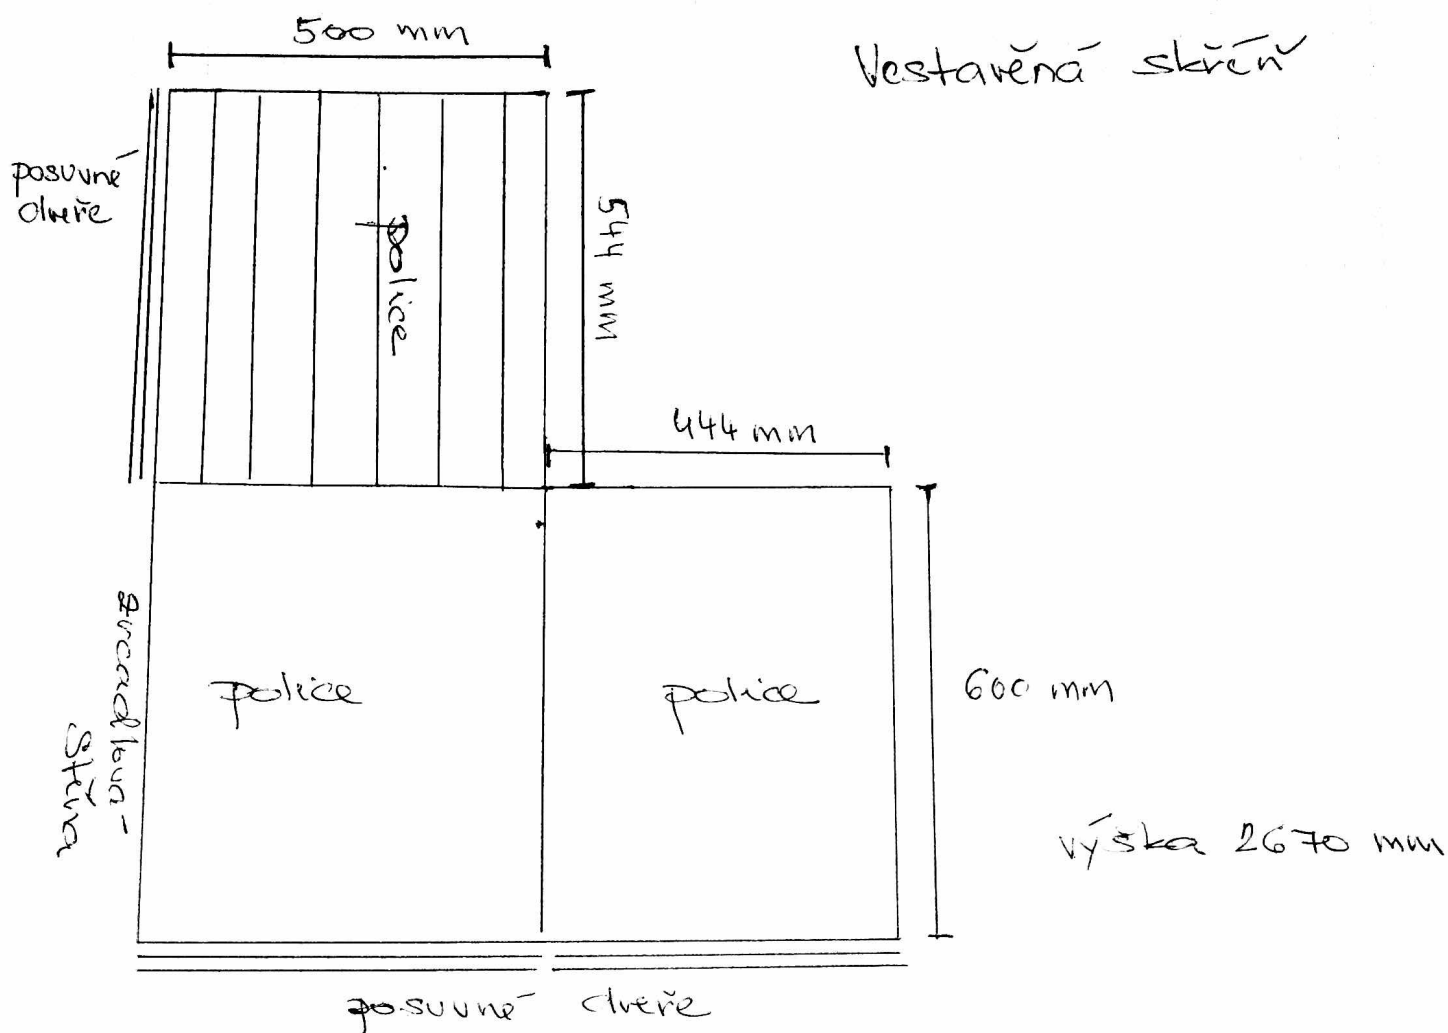 500 mm
Vestavěná skříň
posuvné
dveře
police
544 mm
444 mm
zrcadlová
stěna
police
police
600 mm
výška 2670 mm
posuvné dveře